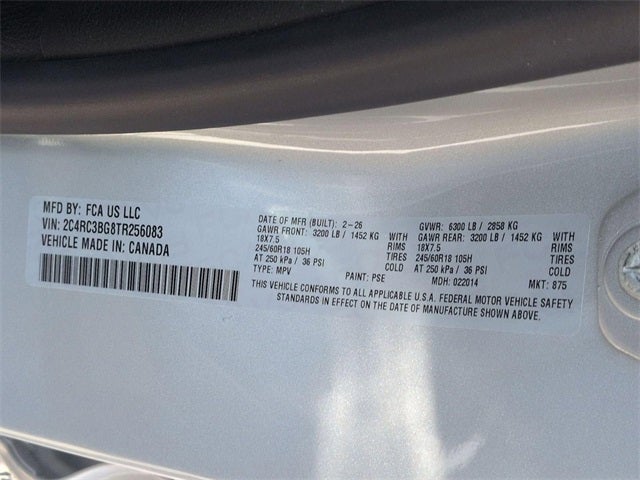 MFD BY: FCA US LLC
VIN: 2C4RC3BG8TR256083
VEHICLE MADE IN: CANADA
DATE OF MFR (BUILT): 2-26 GVWR: 6300 LB / 2858 KG
GAWR FRONT: 3200 LB / 1452 KG WITH GAWR REAR: 3200 LB / 1452 KG WITH
18X7.5 RIMS 18X7.5 RIMS
245/60R18 105H TIRES 245/60R18 105H TIRES
AT 250 kPa / 36 PSI COLD AT 250 kPa / 36 PSI COLD
TYPE: MPV PAINT: PSE MDH: 022014 MKT: 875
THIS VEHICLE CONFORMS TO ALL APPLICABLE U.S.A. FEDERAL MOTOR VEHICLE SAFETY
STANDARDS IN EFFECT ON THE DATE OF MANUFACTURE SHOWN ABOVE.